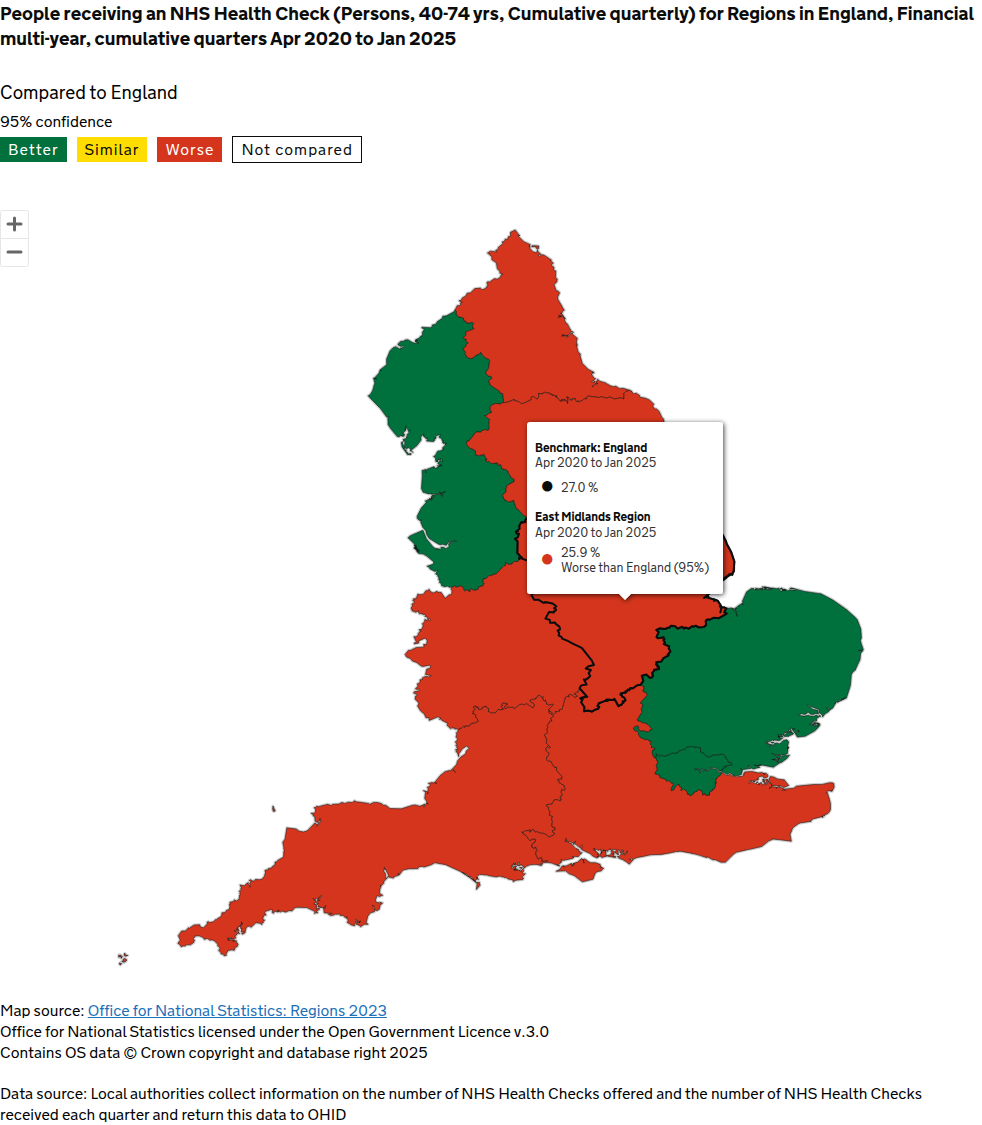 People receiving an NHS Health Check (Persons, 40-74 yrs, Cumulative quarterly) for Regions in England, Financial
multi-year, cumulative quarters Apr 2020 to Jan 2025
Compared to England
95% confidence
Better Similar Worse Not compared
+
−
Benchmark: England
Apr 2020 to Jan 2025
27.0 %
East Midlands Region
Apr 2020 to Jan 2025
25.9 %
Worse than England (95%)
Map source: Office for National Statistics: Regions 2023
Office for National Statistics licensed under the Open Government Licence v.3.0
Contains OS data © Crown copyright and database right 2025
Data source: Local authorities collect information on the number of NHS Health Checks offered and the number of NHS Health Checks
received each quarter and return this data to OHID